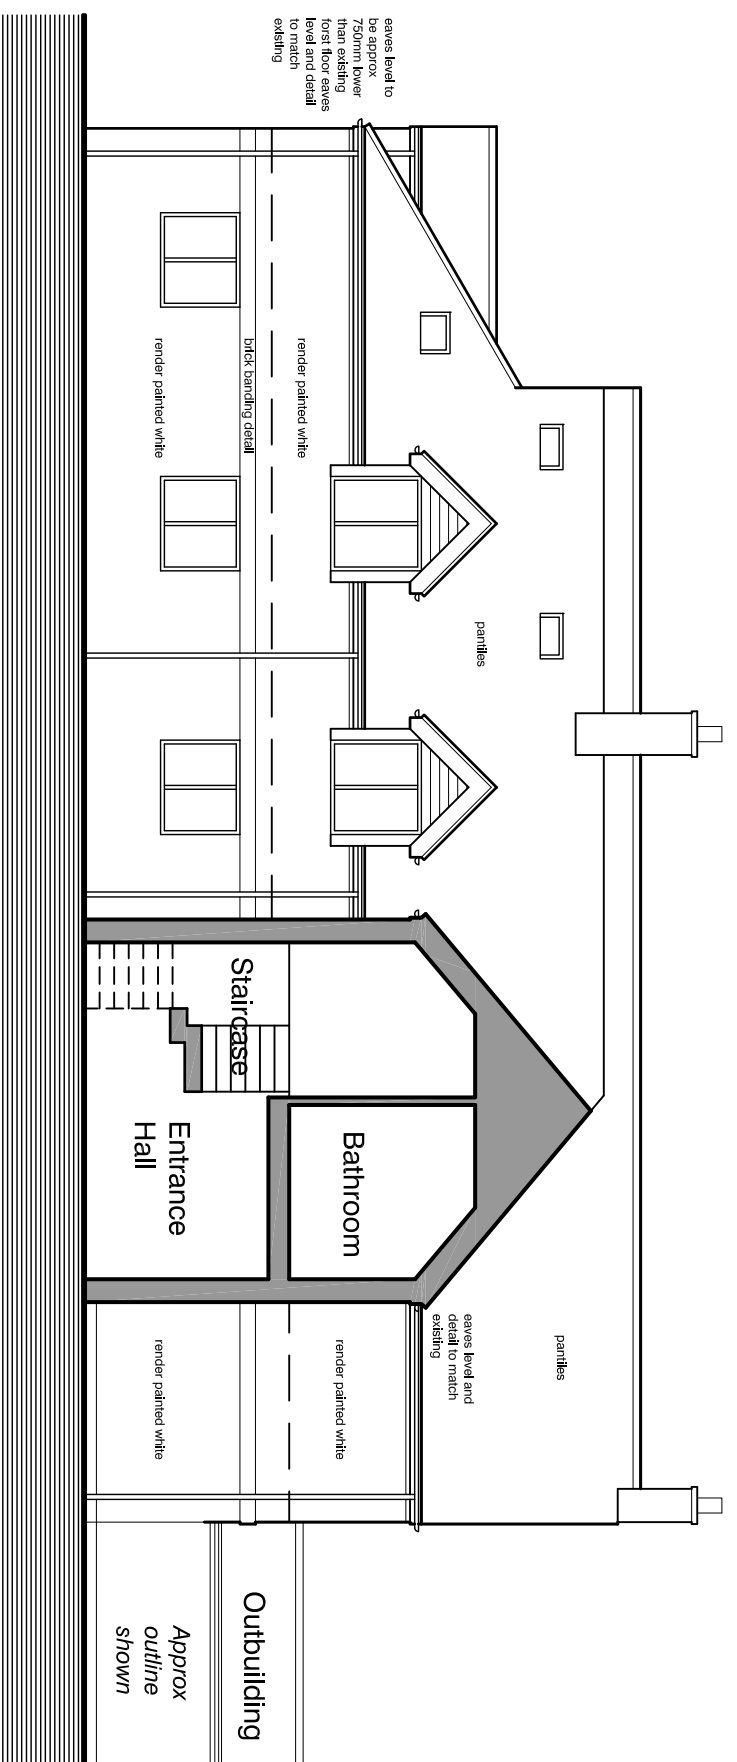 eaves level to
be approx
750mm lower
than existing
forst floor eaves
level and detail
to match
existing
render painted white
brick banding detail
render painted white
pantiles
Staircase
Bathroom
Entrance
Hall
pantiles
eaves level and
detail to match
existing
render painted white
render painted white
Outbuilding
Approx
outline
shown